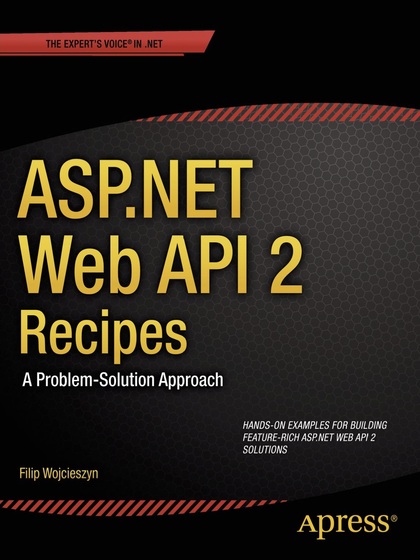 THE EXPERT'S VOICE® IN .NET
ASP.NET
Web API 2
Recipes
A Problem-Solution Approach
HANDS-ON EXAMPLES FOR BUILDING
FEATURE-RICH ASP.NET WEB API 2
SOLUTIONS
Filip Wojcieszyn
Apress®